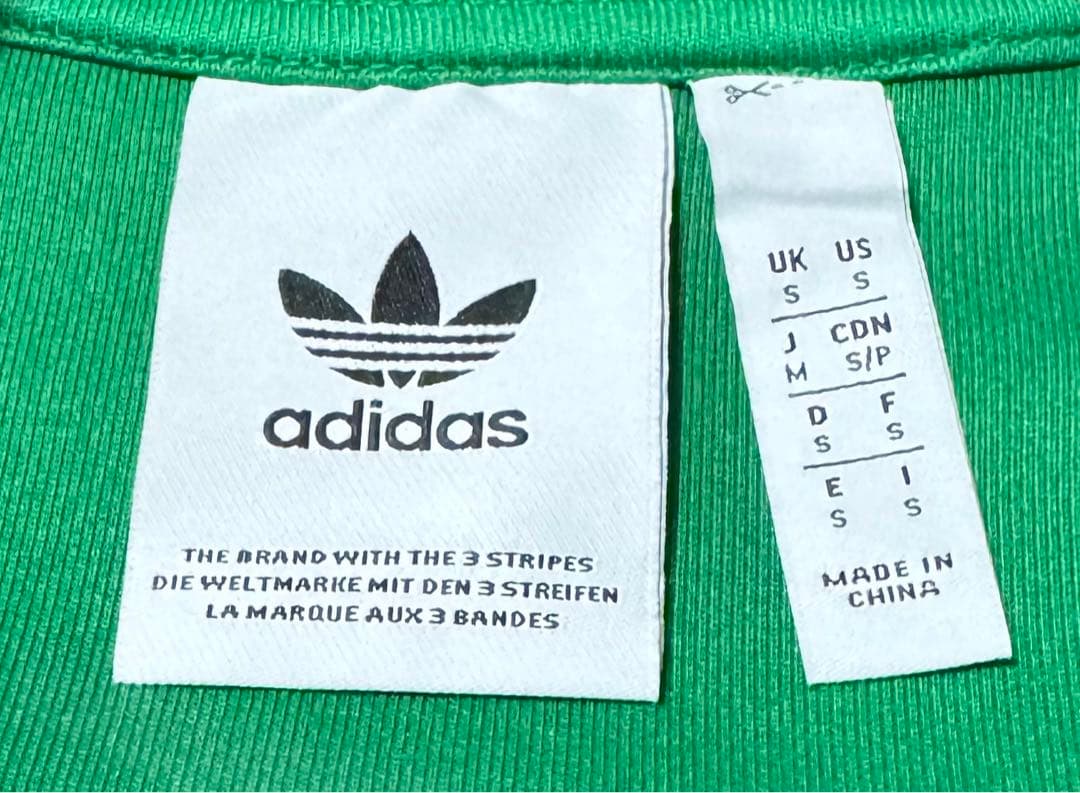 adidas
THE BRAND WITH THE 3 STRIPES
DIE WELTMARKE MIT DEN 3 STREIFEN
LA MARQUE AUX 3 BANDES
UK US
S S
J CDN
M S/P
D F
S S
E I
S S
MADE IN
CHINA